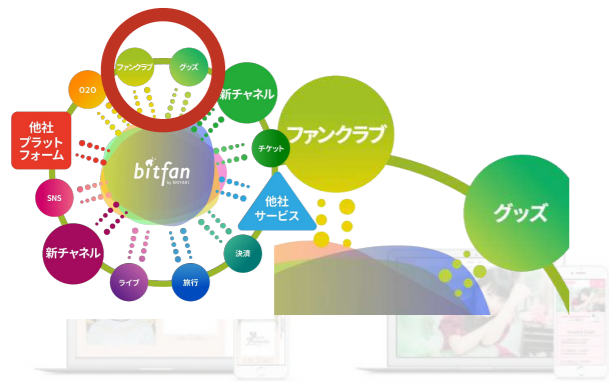 ファンクラブ
グッズ
O2O
新チャネル
他社
プラット
フォーム
チケット
bitfan
by SKIYAKI
SNS
他社
サービス
新チャネル
決済
ライブ
旅行
ファンクラブ
グッズ